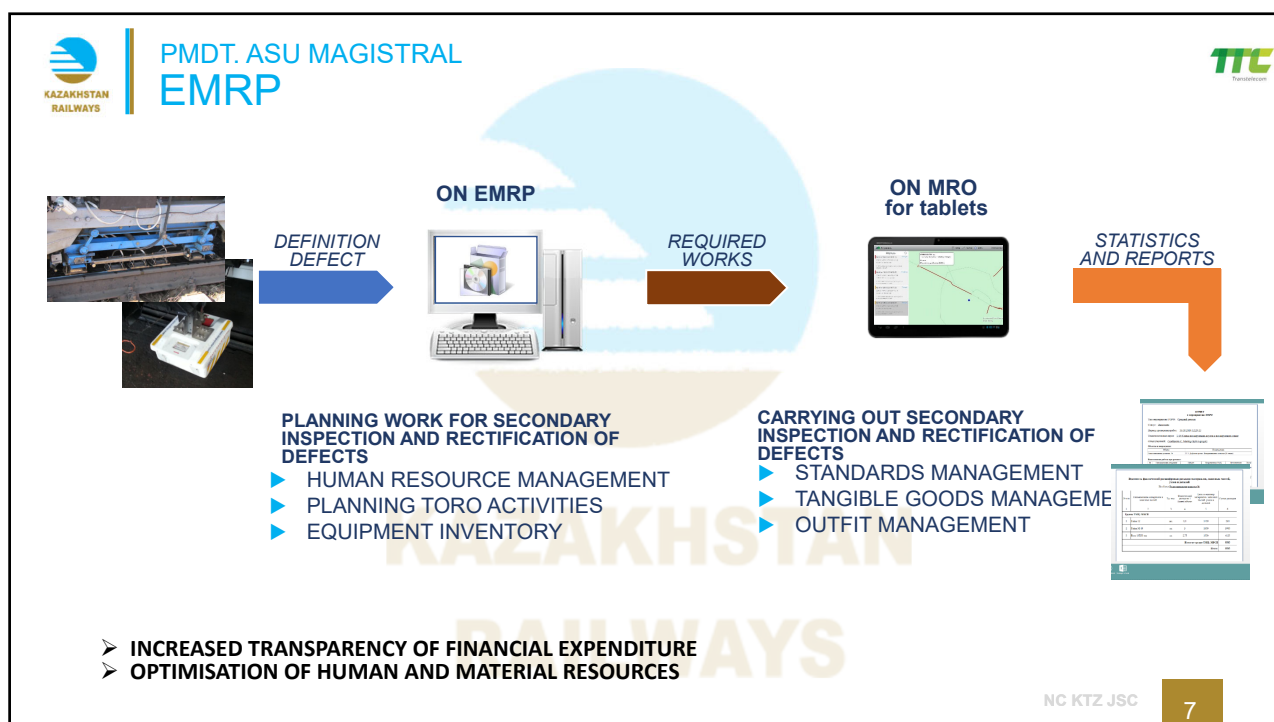 KAZAKHSTAN
RAILWAYS
PMDT. ASU MAGISTRAL
EMRP
TTC
Transtelecom
DEFINITION
DEFECT
ON EMRP
REQUIRED
WORKS
ON MRO
for tablets
STATISTICS
AND REPORTS
PLANNING WORK FOR SECONDARY
INSPECTION AND RECTIFICATION OF
DEFECTS
HUMAN RESOURCE MANAGEMENT
PLANNING TORO ACTIVITIES
EQUIPMENT INVENTORY
CARRYING OUT SECONDARY
INSPECTION AND RECTIFICATION OF
DEFECTS
STANDARDS MANAGEMENT
TANGIBLE GOODS MANAGEME
OUTFIT MANAGEMENT
KAZAKHSTAN
RAILWAYS
INCREASED TRANSPARENCY OF FINANCIAL EXPENDITURE
OPTIMISATION OF HUMAN AND MATERIAL RESOURCES
NC KTZ JSC
7